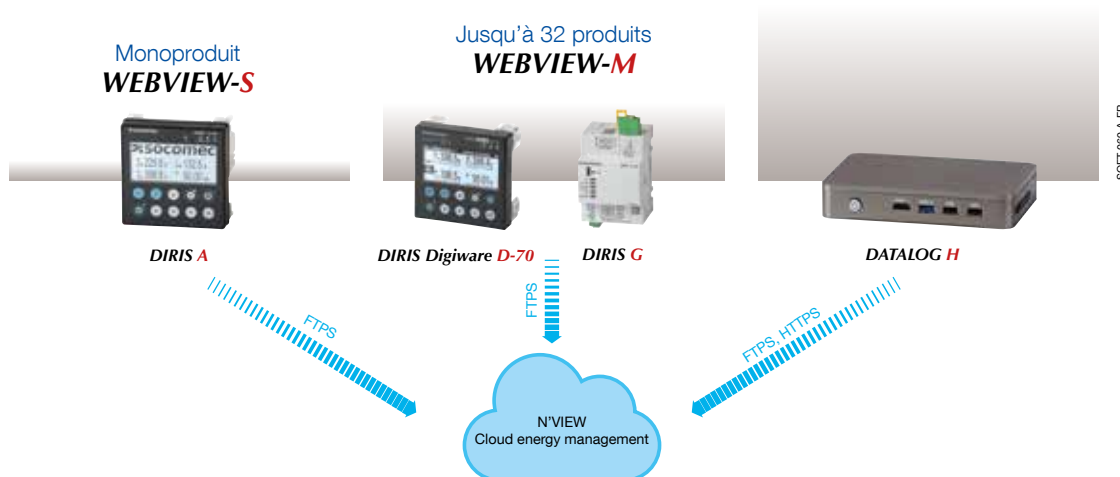 Monoproduit
WEBVIEW-S
Jusqu'à 32 produits
WEBVIEW-M
socomec
DIRIS A
DIRIS Digiware D-70
DIRIS G
DATALOG H
FTPS
FTPS
FTPS, HTTPS
N'VIEW
Cloud energy management